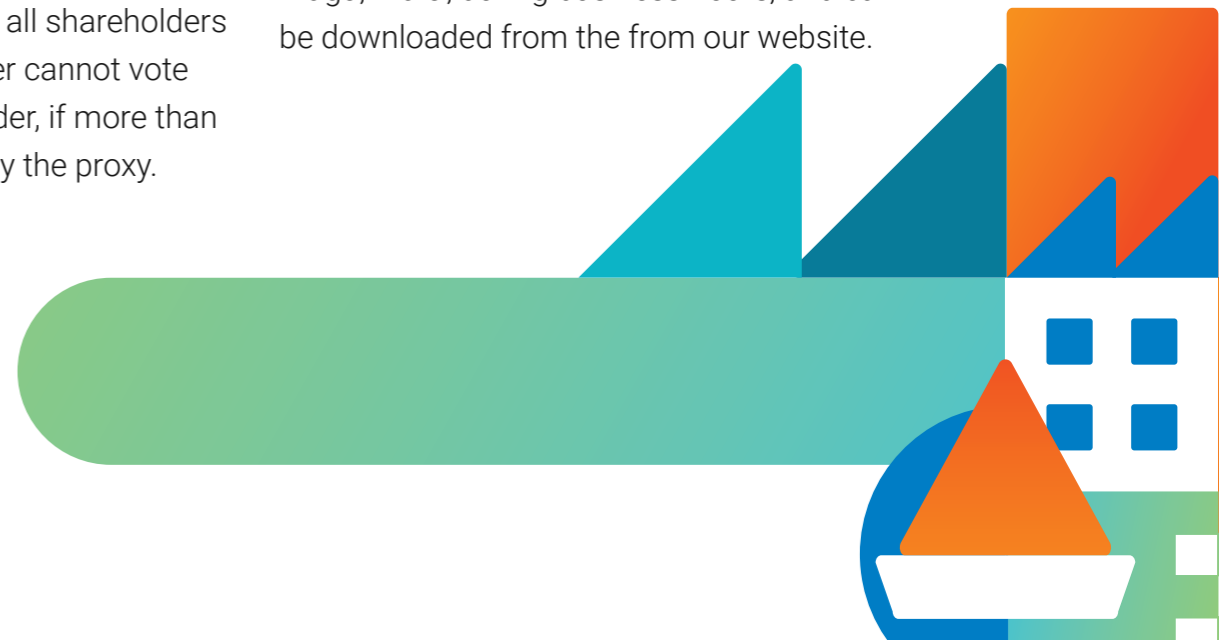 all shareholders
er cannot vote
der, if more than
y the proxy.
be downloaded from the from our website.